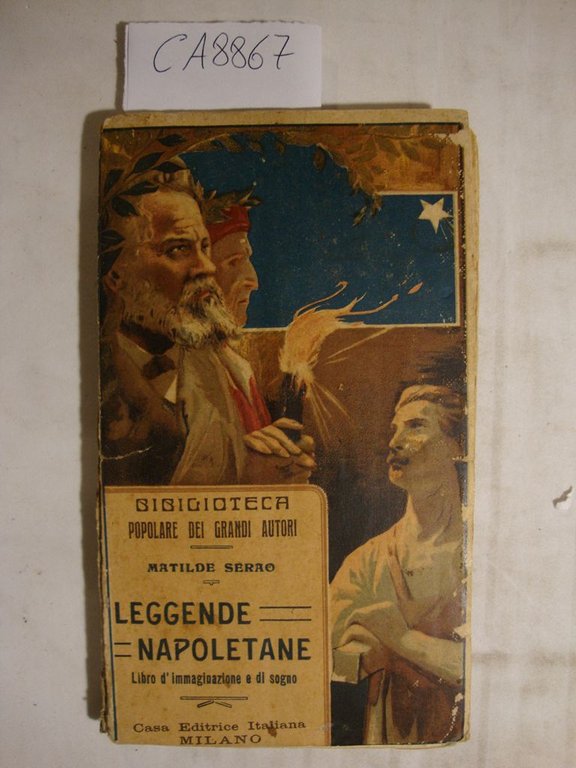 CA8867
BIBLIOTECA
POPOLARE DEI GRANDI AUTORI
MATILDE SERAO
LEGGENDE
NAPOLETANE
Libro d'immaginazione e di sogno
Casa Editrice Italiana
MILANO